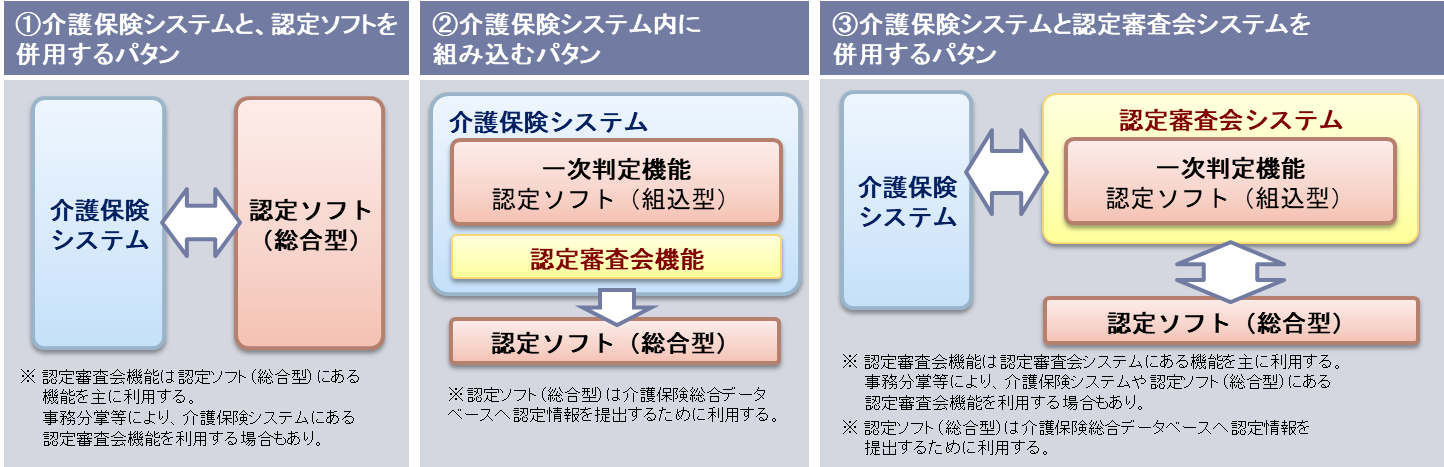 ①介護保険システムと、認定ソフトを
併用するパタン
介護保険
システム
認定ソフト
（総合型）
※ 認定審査会機能は認定ソフト（総合型）にある
機能を主に利用する。
事務分掌等により、介護保険システムにある
認定審査会機能を利用する場合もあり。
②介護保険システム内に
組み込むパタン
介護保険システム
一次判定機能
認定ソフト（組込型）
認定審査会機能
認定ソフト（総合型）
※認定ソフト（総合型）は介護保険総合データ
ベースへ認定情報を提出するために利用する。
③介護保険システムと認定審査会システムを
併用するパタン
介護保険
システム
認定審査会システム
一次判定機能
認定ソフト（組込型）
認定ソフト（総合型）
※ 認定審査会機能は認定審査会システムにある機能を主に利用する。
事務分掌等により、介護保険システムや認定ソフト（総合型）にある
認定審査会機能を利用する場合もあり。
※ 認定ソフト（総合型）は介護保険総合データベースへ認定情報を
提出するために利用する。